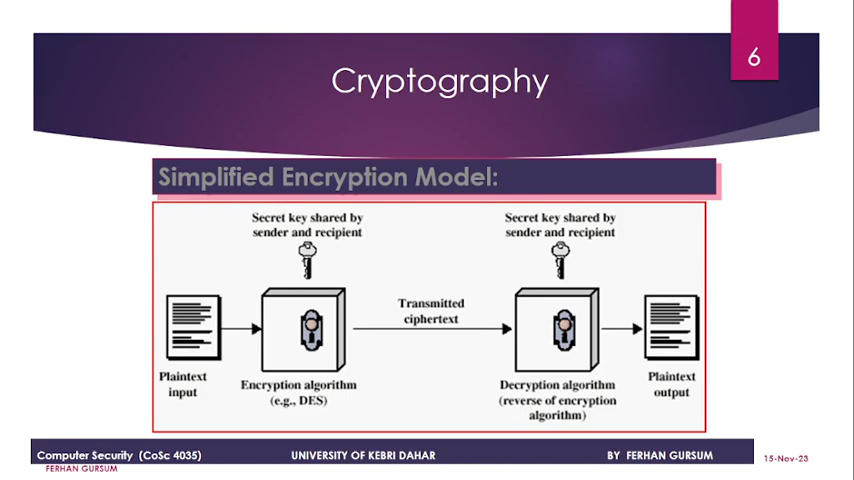 6
Cryptography
Simplified Encryption Model:
Secret key shared by
sender and recipient
Secret key shared by
sender and recipient
Transmitted
ciphertext
Plaintext
input
Encryption algorithm
(e.g., DES)
Decryption algorithm
(reverse of encryption
algorithm)
Plaintext
output
Computer Security (CoSc 4035)
UNIVERSITY OF KEBRI DAHAR
BY FERHAN GURSUM
15-Nov-23
FERHAN GURSUM